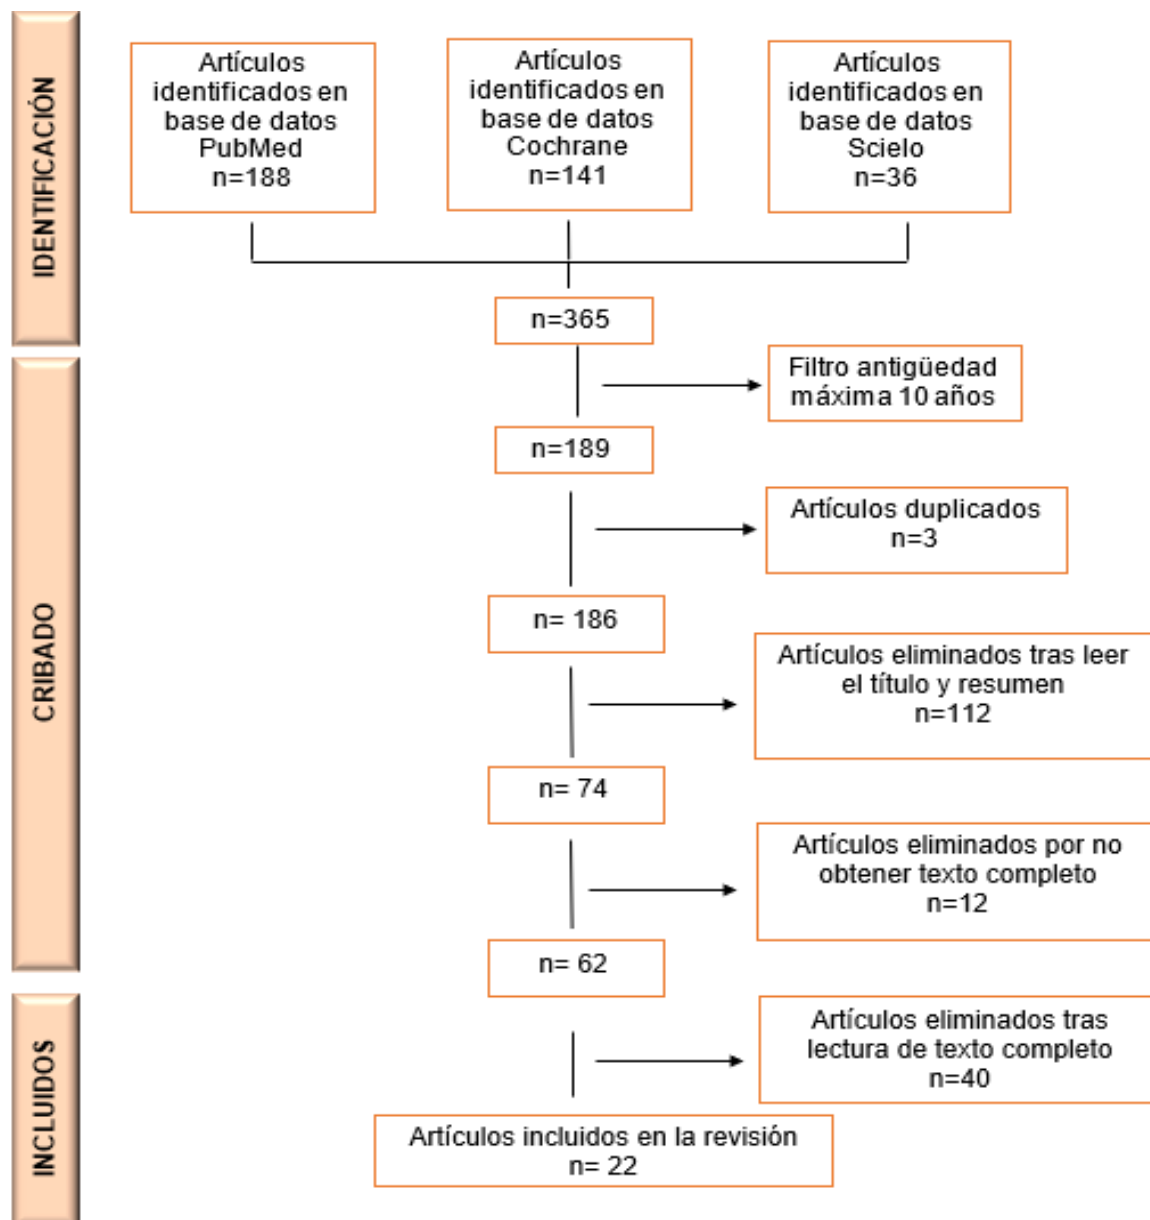 IDENTIFICACIÓN
Artículos
identificados en
base de datos
PubMed
n=188
Artículos
identificados en
base de datos
Cochrane
n=141
Artículos
identificados en
base de datos
Scielo
n=36
n=365
CRIBADO
Filtro antigüedad
máxima 10 años
n=189
Artículos duplicados
n=3
n= 186
Artículos eliminados tras leer
el título y resumen
n=112
n= 74
Artículos eliminados por no
obtener texto completo
n=12
n= 62
INCLUIDOS
Artículos eliminados tras
lectura de texto completo
n=40
Artículos incluidos en la revisión
n= 22